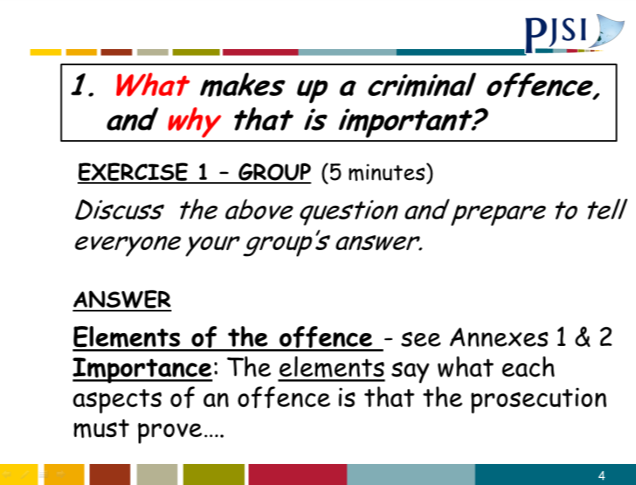 PJSI
1. What makes up a criminal offence,
and why that is important?
EXERCISE 1 – GROUP (5 minutes)
Discuss the above question and prepare to tell
everyone your group's answer.
ANSWER
Elements of the offence - see Annexes 1 & 2
Importance: The elements say what each
aspects of an offence is that the prosecution
must prove....
4